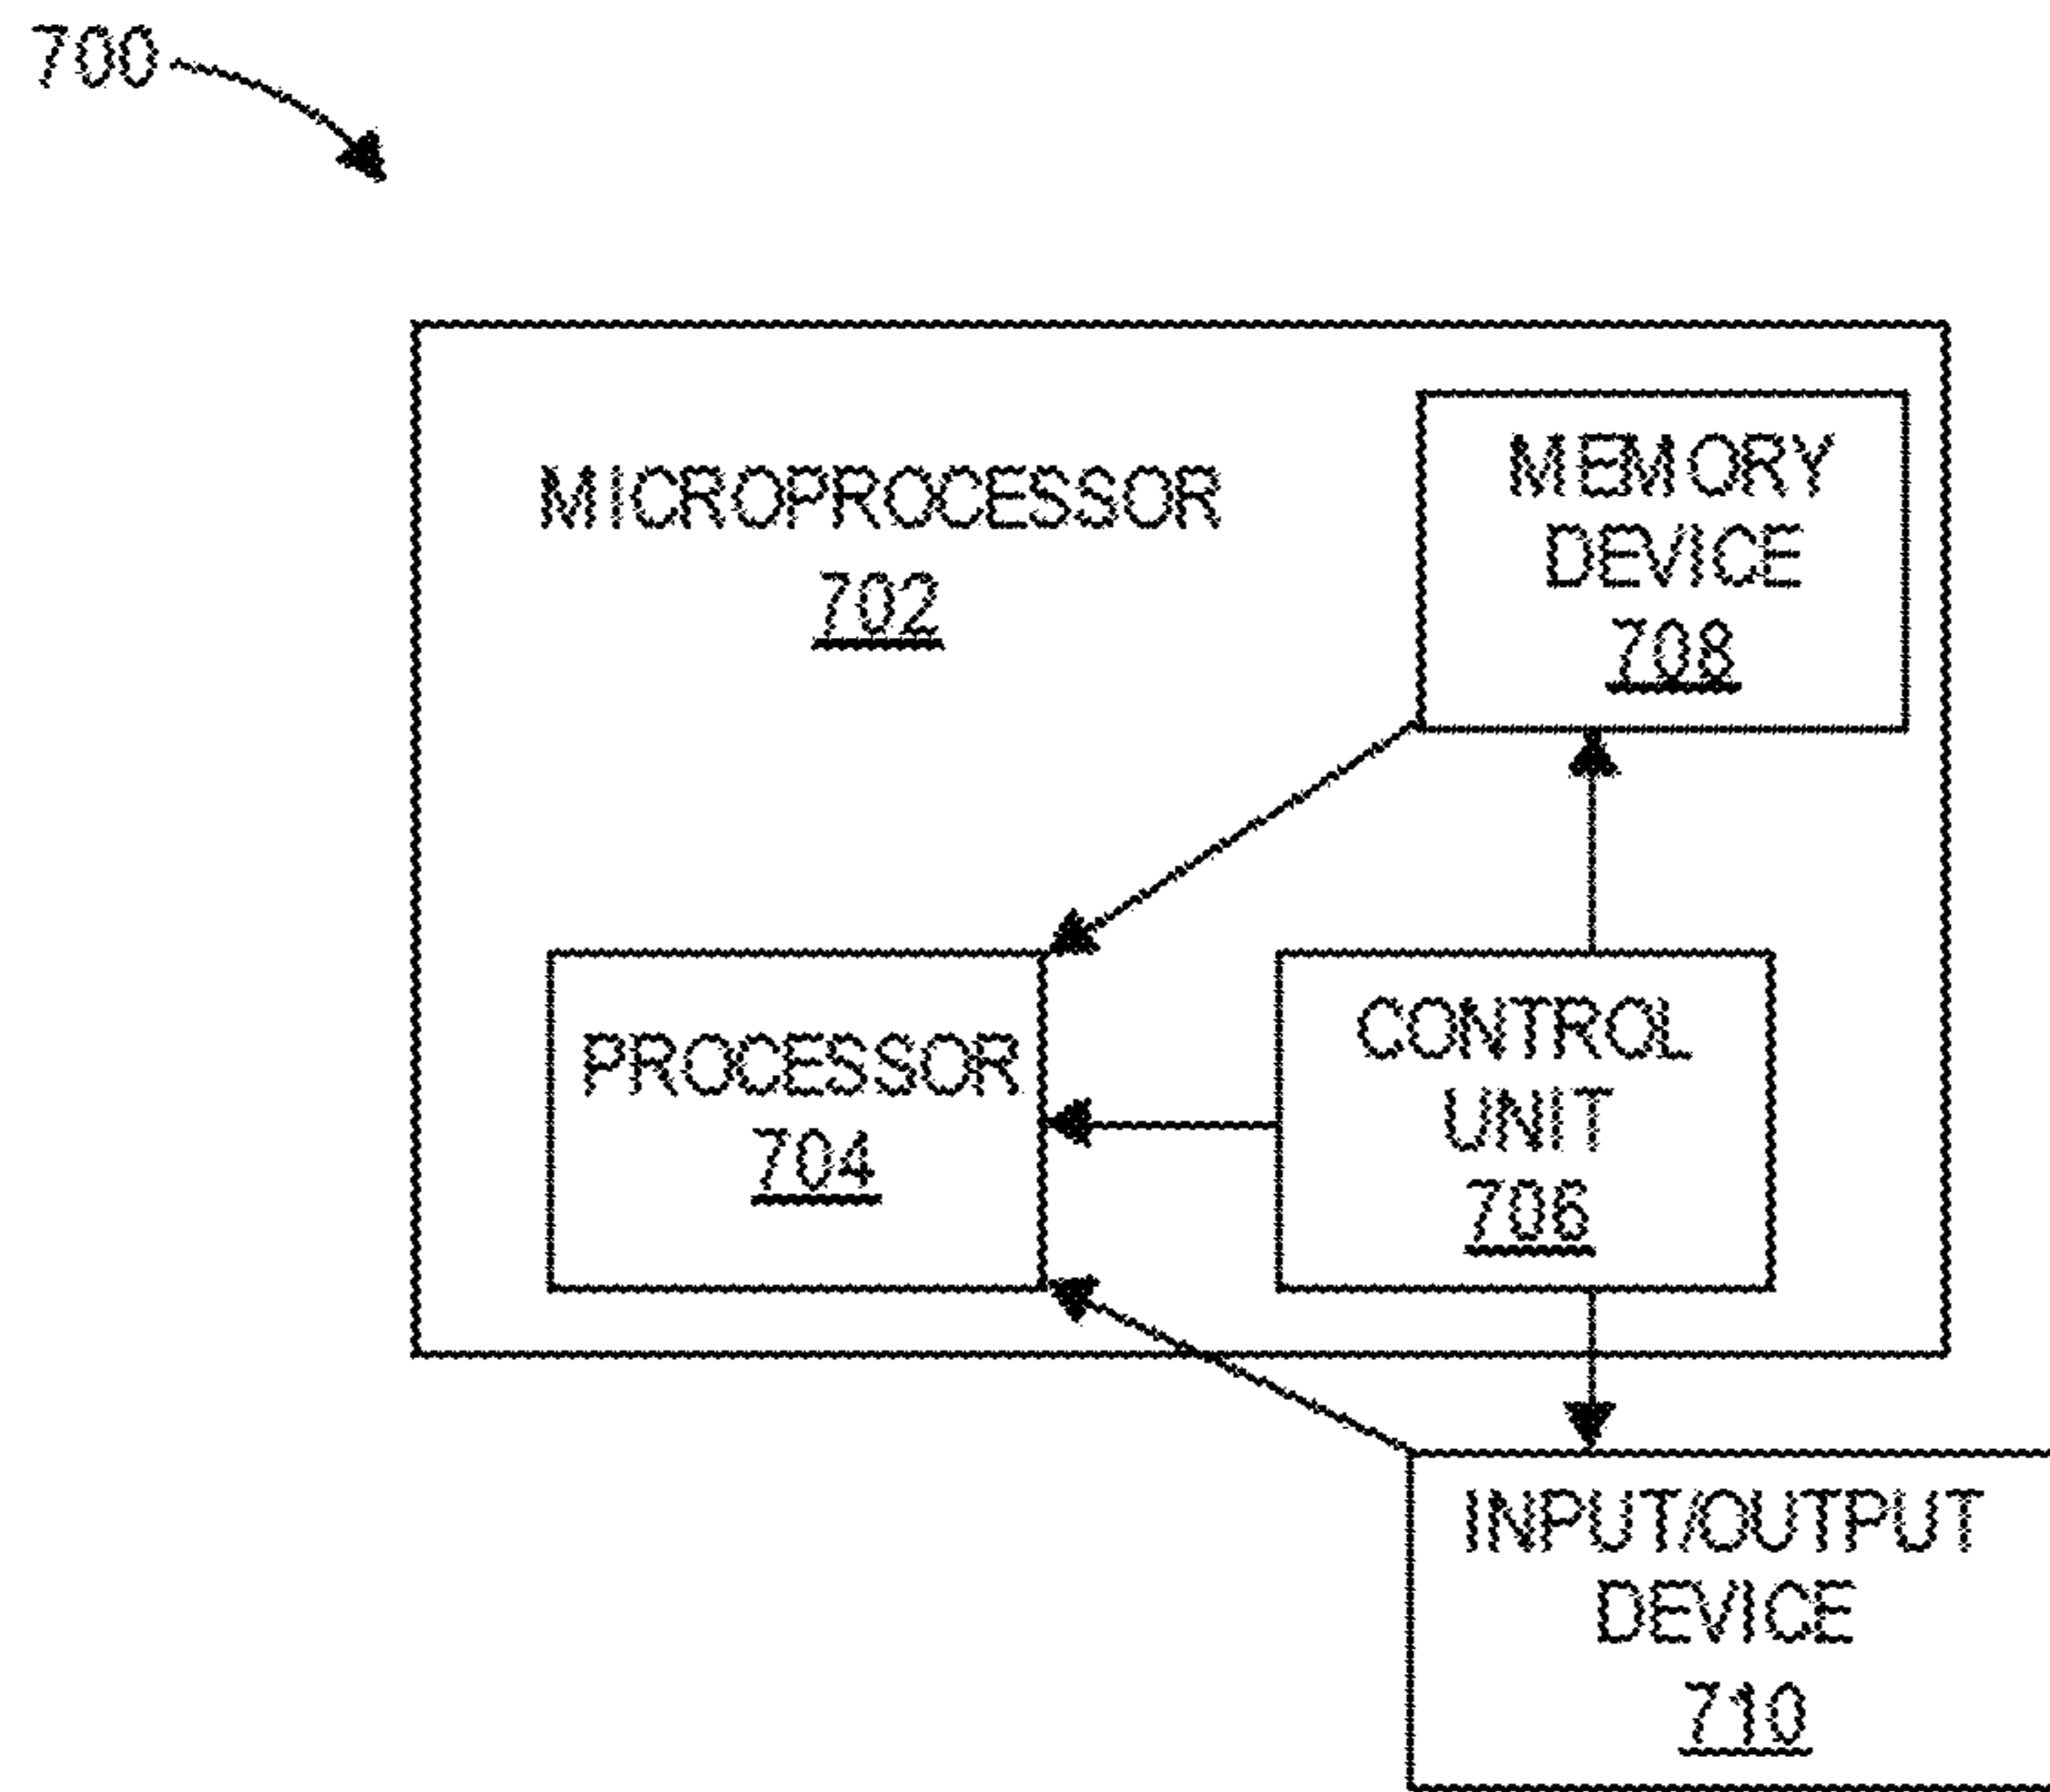 700
MICROPROCESSOR
702
MEMORY
DEVICE
708
PROCESSOR
704
CONTROL
UNIT
706
INPUT/OUTPUT
DEVICE
710